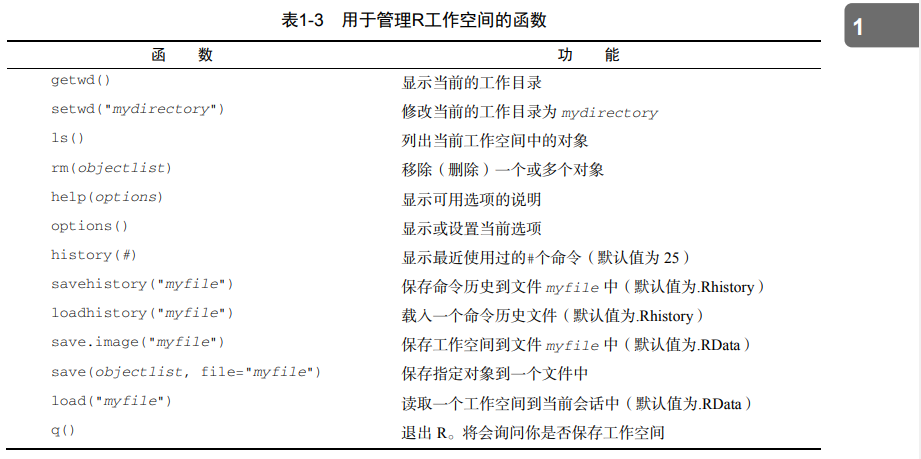 表1-3 用于管理R工作空间的函数
1
函 数 功 能
getwd() 显示当前的工作目录
setwd("mydirectory") 修改当前的工作目录为 mydirectory
ls() 列出当前工作空间中的对象
rm(objectlist) 移除（删除）一个或多个对象
help(options) 显示可用选项的说明
options() 显示或设置当前选项
history(#) 显示最近使用过的#个命令（默认值为 25）
savehistory("myfile") 保存命令历史到文件 myfile 中（默认值为.Rhistory）
loadhistory("myfile") 载入一个命令历史文件（默认值为.Rhistory）
save.image("myfile") 保存工作空间到文件 myfile 中（默认值为.RData）
save(objectlist, file="myfile") 保存指定对象到一个文件中
load("myfile") 读取一个工作空间到当前会话中（默认值为.RData）
q() 退出 R。将会询问你是否保存工作空间